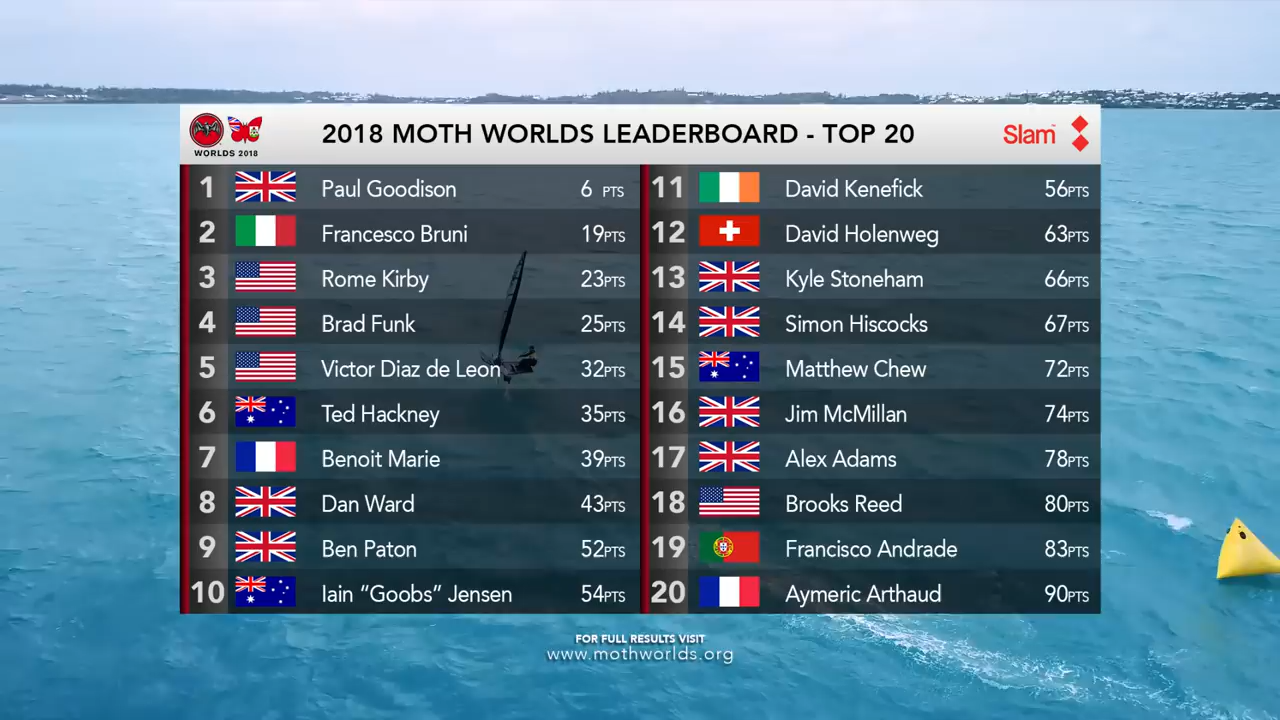 WORLDS 2018
2018 MOTH WORLDS LEADERBOARD - TOP 20
Slam
1 Paul Goodison 6 PTS
2 Francesco Bruni 19PTS
3 Rome Kirby 23PTS
4 Brad Funk 25PTS
5 Victor Diaz de Leon 32PTS
6 Ted Hackney 35PTS
7 Benoit Marie 39PTS
8 Dan Ward 43PTS
9 Ben Paton 52PTS
10 Iain “Goobs” Jensen 54PTS
11 David Kenefick 56PTS
12 David Holenweg 63PTS
13 Kyle Stoneham 66PTS
14 Simon Hiscocks 67PTS
15 Matthew Chew 72PTS
16 Jim McMillan 74PTS
17 Alex Adams 78PTS
18 Brooks Reed 80PTS
19 Francisco Andrade 83PTS
20 Aymeric Arthaud 90PTS
FOR FULL RESULTS VISIT
www.mothworlds.org